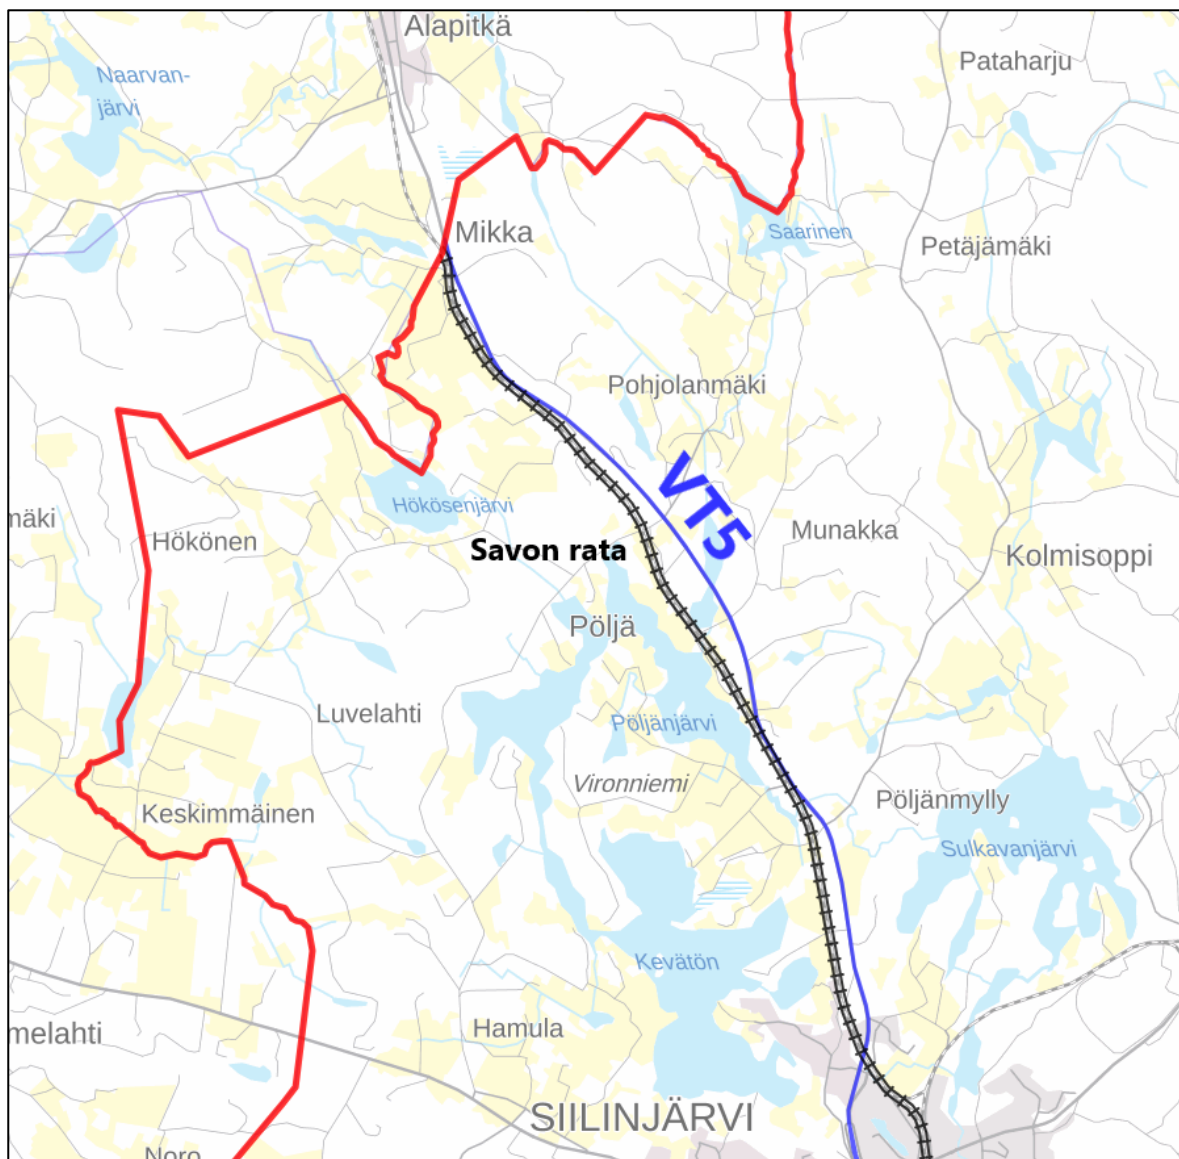 Alapitkä
Pataharju
Naarvan-
järvi
Mikka
Saarinen
Petäjämäki
Pohjolanmäki
VT5
Hökösenjärvi
mäki
Hökönen
Savon rata
Munakka
Kolmisoppi
Pöljä
Luvelahti
Pöljänjärvi
Vironniemi
Keskimmäinen
Pöljänmylly
Sulkavanjärvi
Kevätön
melahti
Hamula
SIILINJÄRVI
Noro